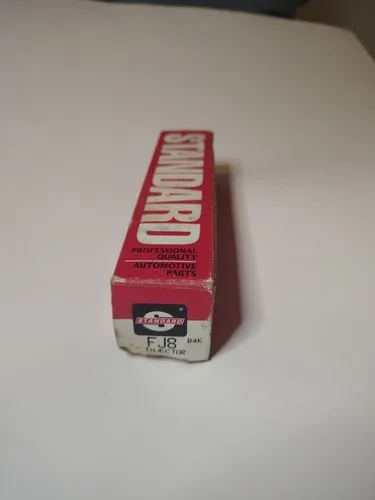 STANDARD
PROFESSIONAL
QUALITY
AUTOMOTIVE
PARTS
STANDARD
®
FJ8 B4K
INJECTOR